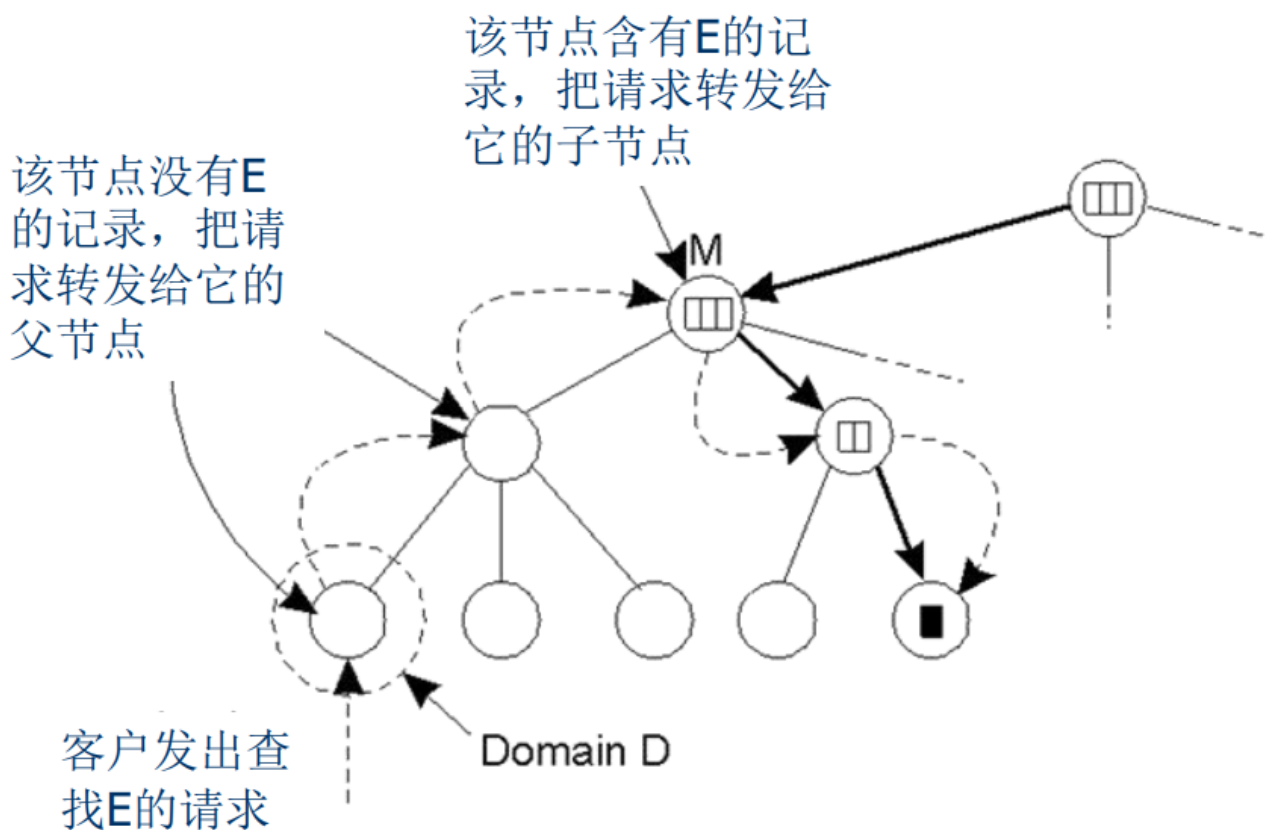 该节点含有E的记
录，把请求转发给
它的子节点
该节点没有E
的记录，把请
求转发给它的
父节点
M
客户发出查
找E的请求
Domain D